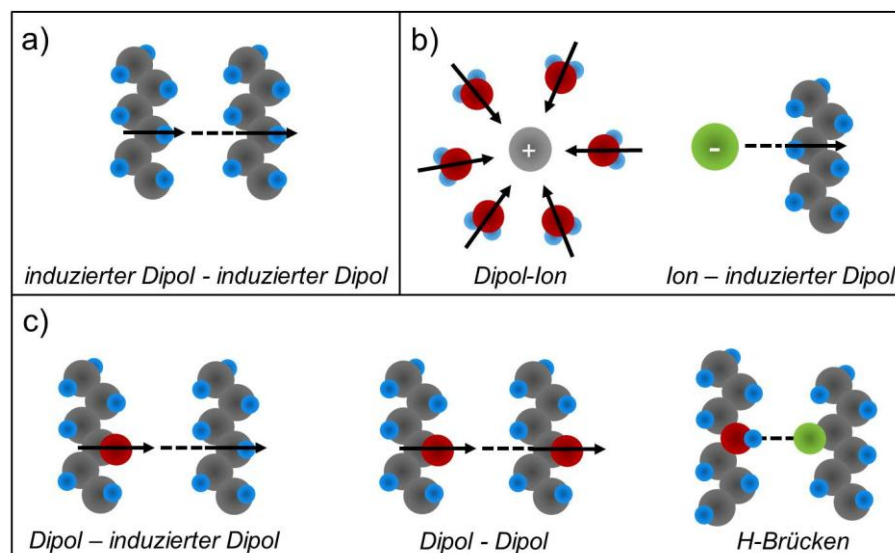 a)
b)
+
-
induzierter Dipol - induzierter Dipol
Dipol-Ion
Ion – induzierter Dipol
c)
Dipol – induzierter Dipol
Dipol - Dipol
H-Brücken